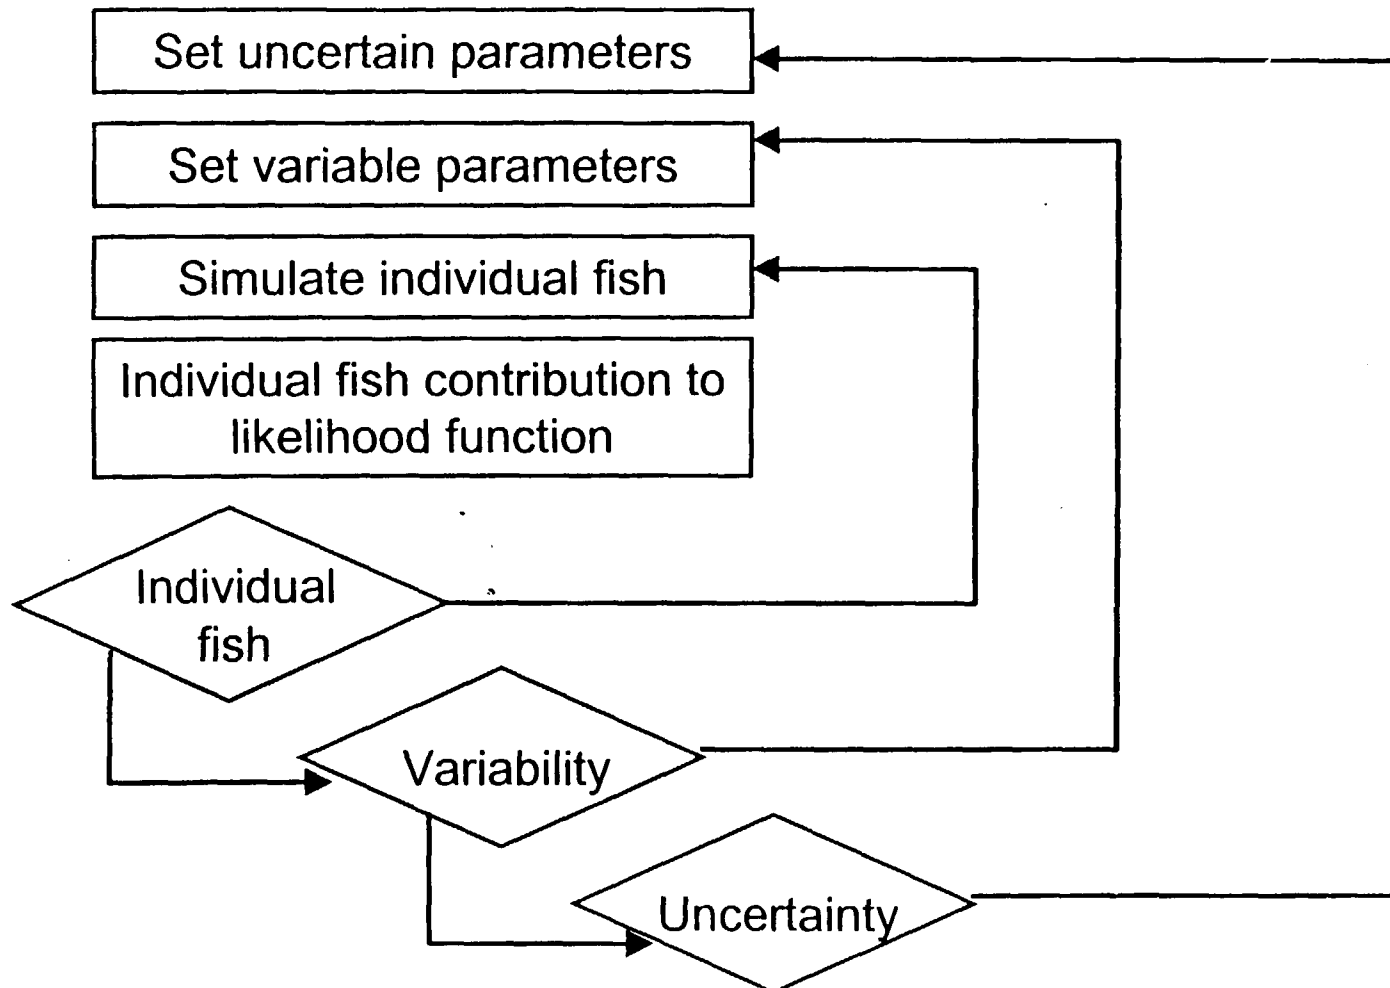 Set uncertain parameters
Set variable parameters
Simulate individual fish
Individual fish contribution to
likelihood function
Individual
fish
Variability
Uncertainty